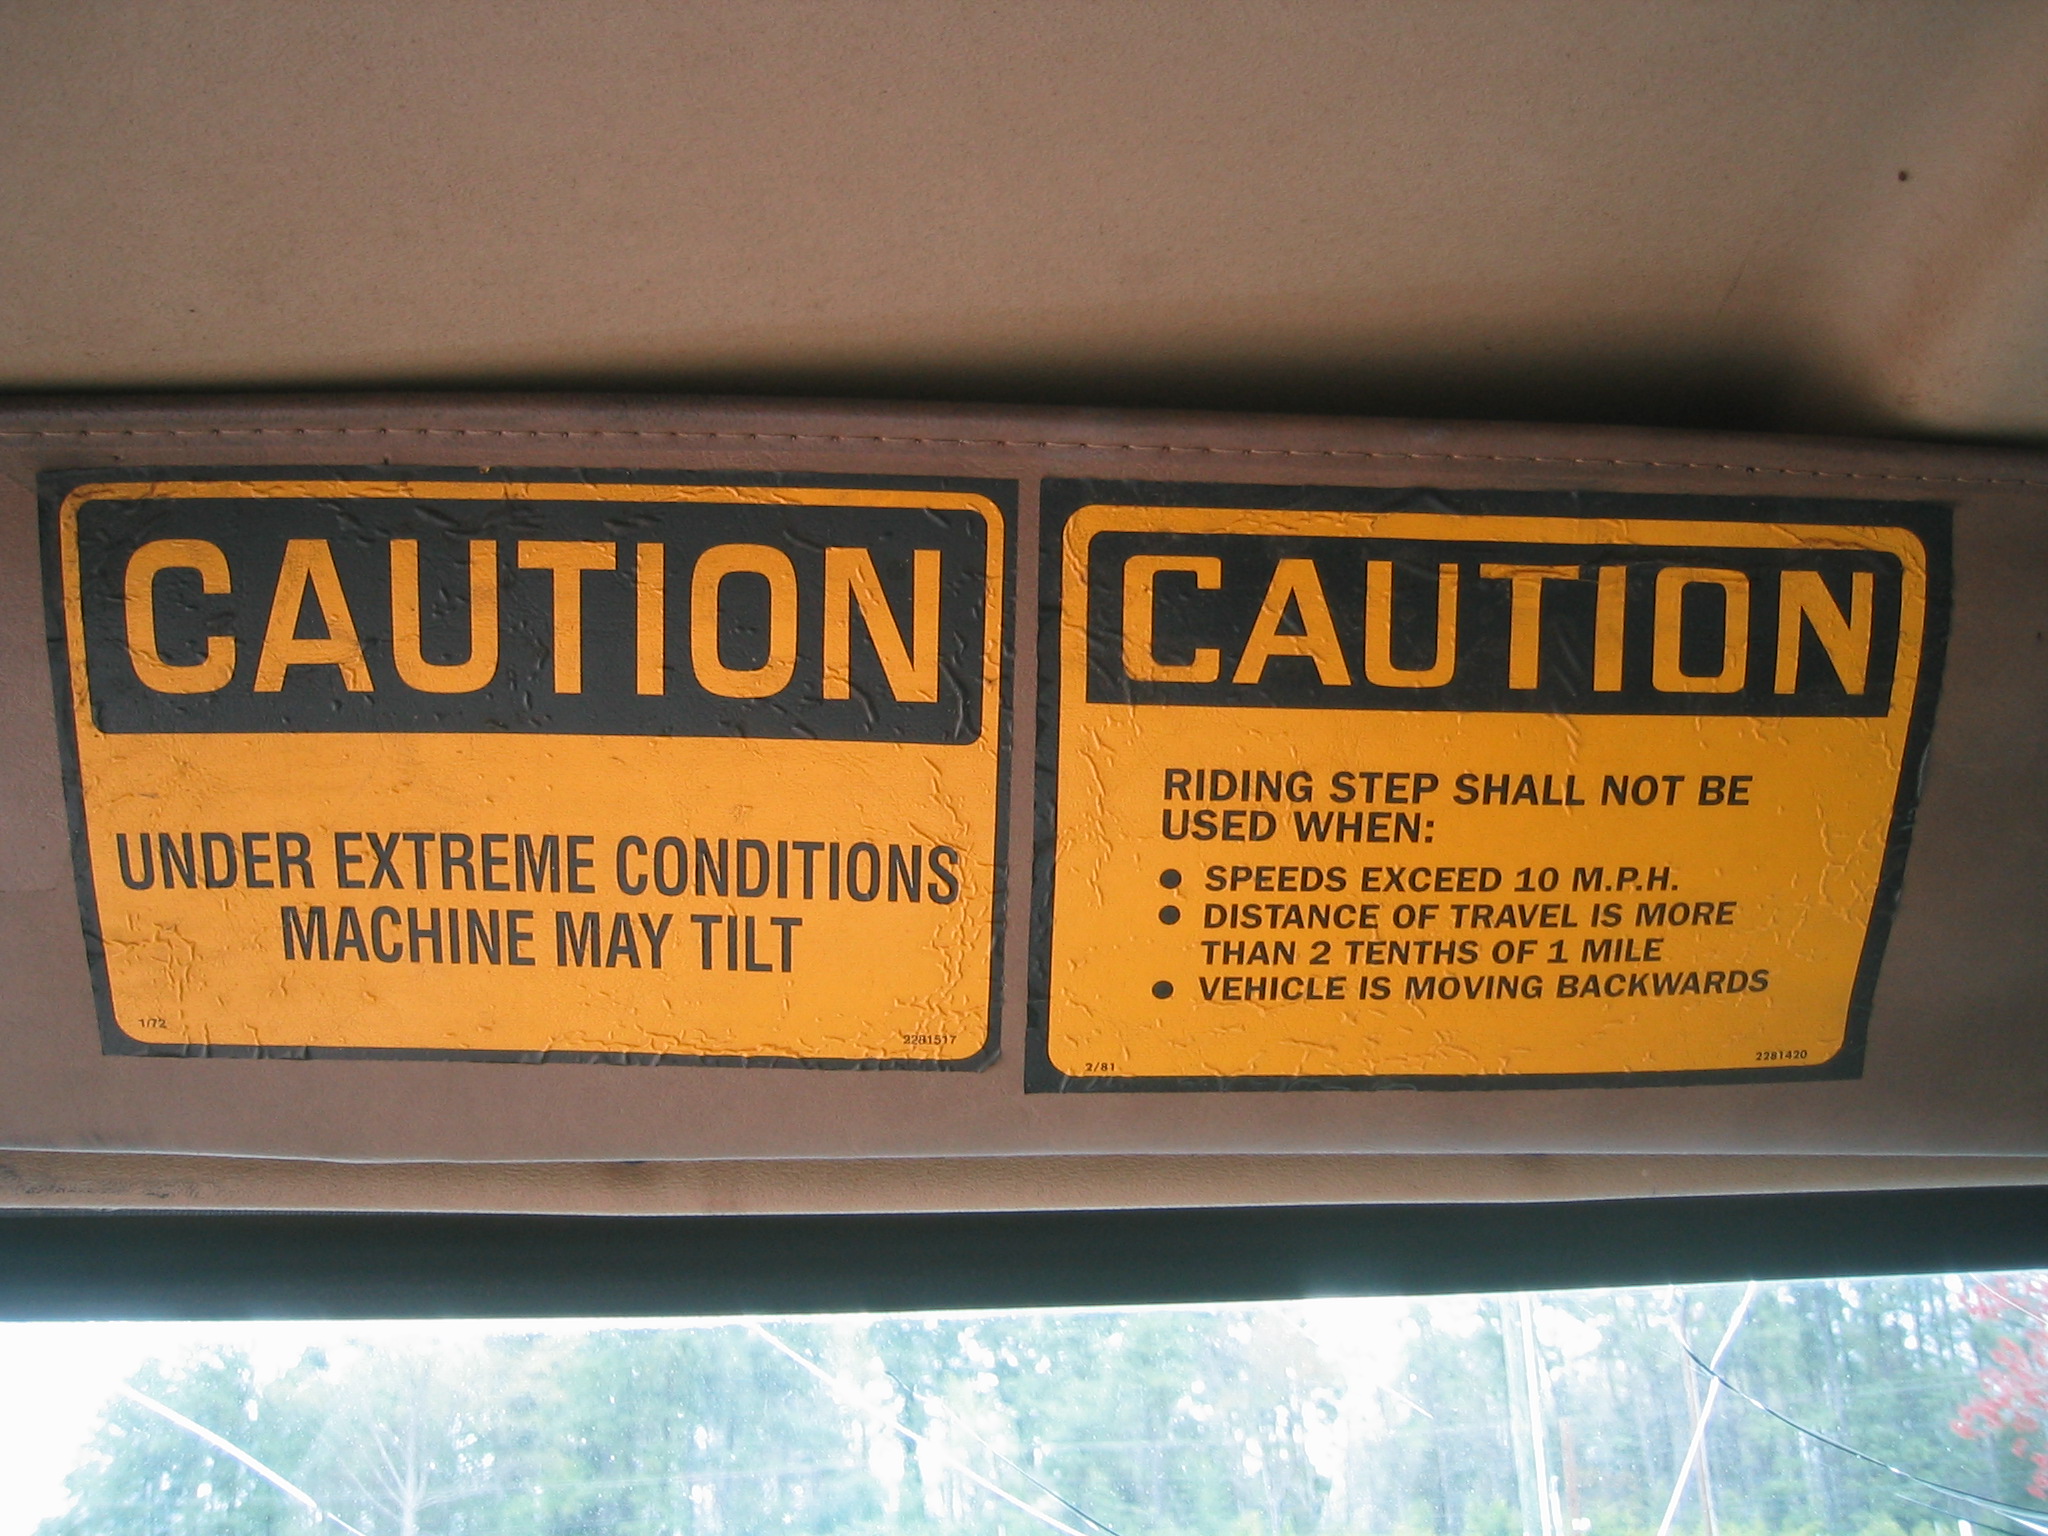 CAUTION
UNDER EXTREME CONDITIONS
MACHINE MAY TILT
1/72
2281517
CAUTION
RIDING STEP SHALL NOT BE
USED WHEN:
● SPEEDS EXCEED 10 M.P.H.
● DISTANCE OF TRAVEL IS MORE
THAN 2 TENTHS OF 1 MILE
● VEHICLE IS MOVING BACKWARDS
2/81
2281420